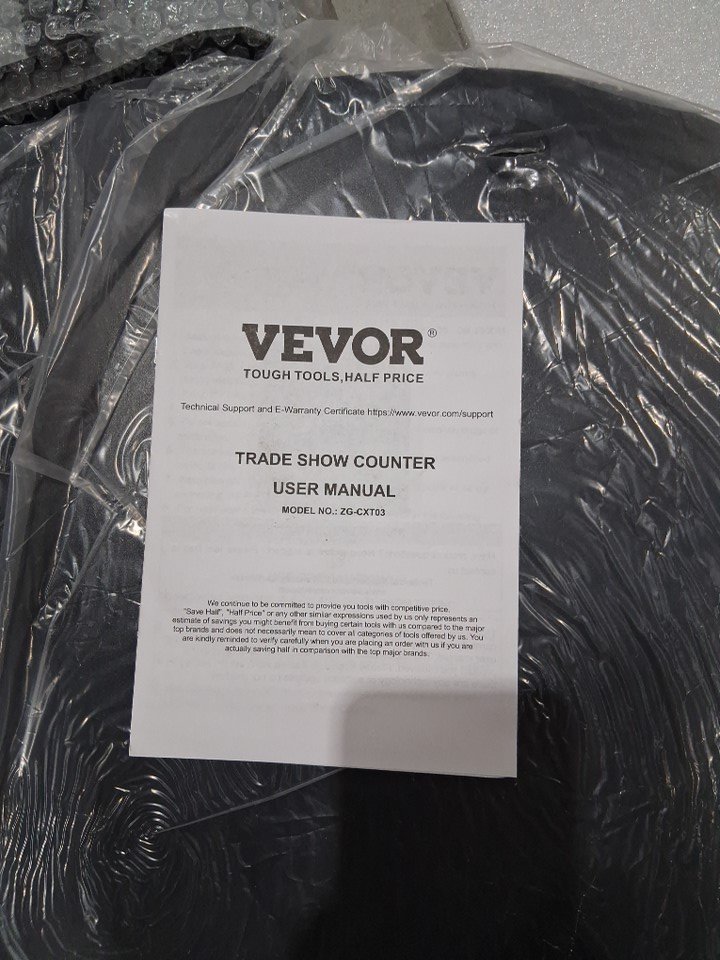 VEVOR®
TOUGH TOOLS,HALF PRICE
Technical Support and E-Warranty Certificate https://www.vevor.com/support
TRADE SHOW COUNTER
USER MANUAL
MODEL NO.: ZG-CXT03
We continue to be committed to provide you tools with competitive price.
"Save Half", "Half Price" or any other similar expressions used by us only represents an
estimate of savings you might benefit from buying certain tools with us compared to the major
top brands and does not necessarily mean to cover all categories of tools offered by us. You
are kindly reminded to verify carefully when you are placing an order with us if you are
actually saving half in comparison with the top major brands.